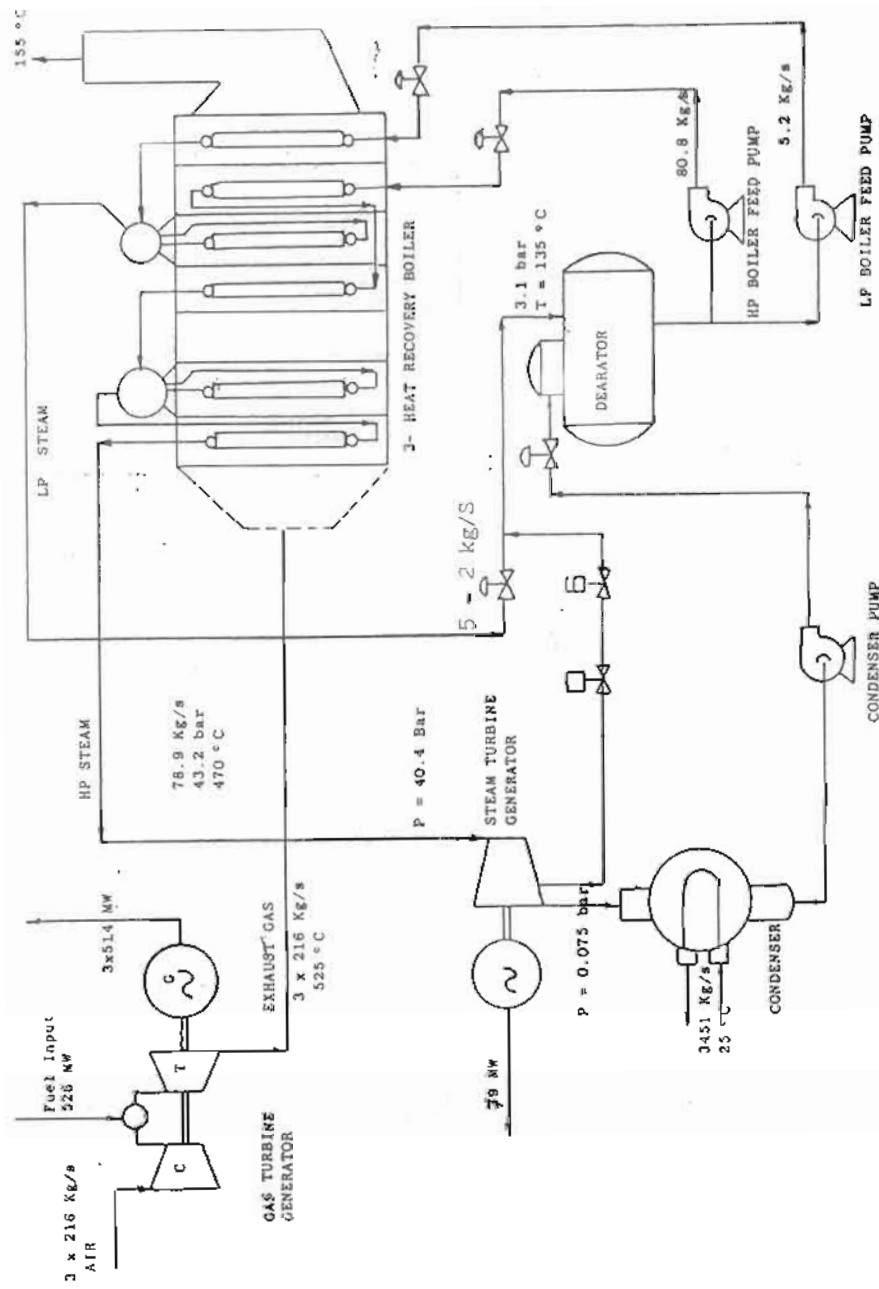 3 x 216 Kg/s
AIR
Fuel Input
526 MW
C
T
G
3x514 MW
GAS TURBINE
GENERATOR
EXHAUST GAS
3 x 216 Kg/s
525 °C
HP STEAM
78.9 Kg/s
43.2 bar
470 °C
LP STEAM
155 °C
3- HEAT RECOVERY BOILER
P = 40.4 Bar
STEAM TURBINE
GENERATOR
79 MW
P = 0.075 bar
3451 Kg/s
25 °C
CONDENSER
CONDENSER PUMP
5 - 2 kg/S
3.1 bar
T = 135 °C
DEARATOR
80.8 Kg/s
HP BOILER FEED PUMP
5.2 Kg/s
LP BOILER FEED PUMP